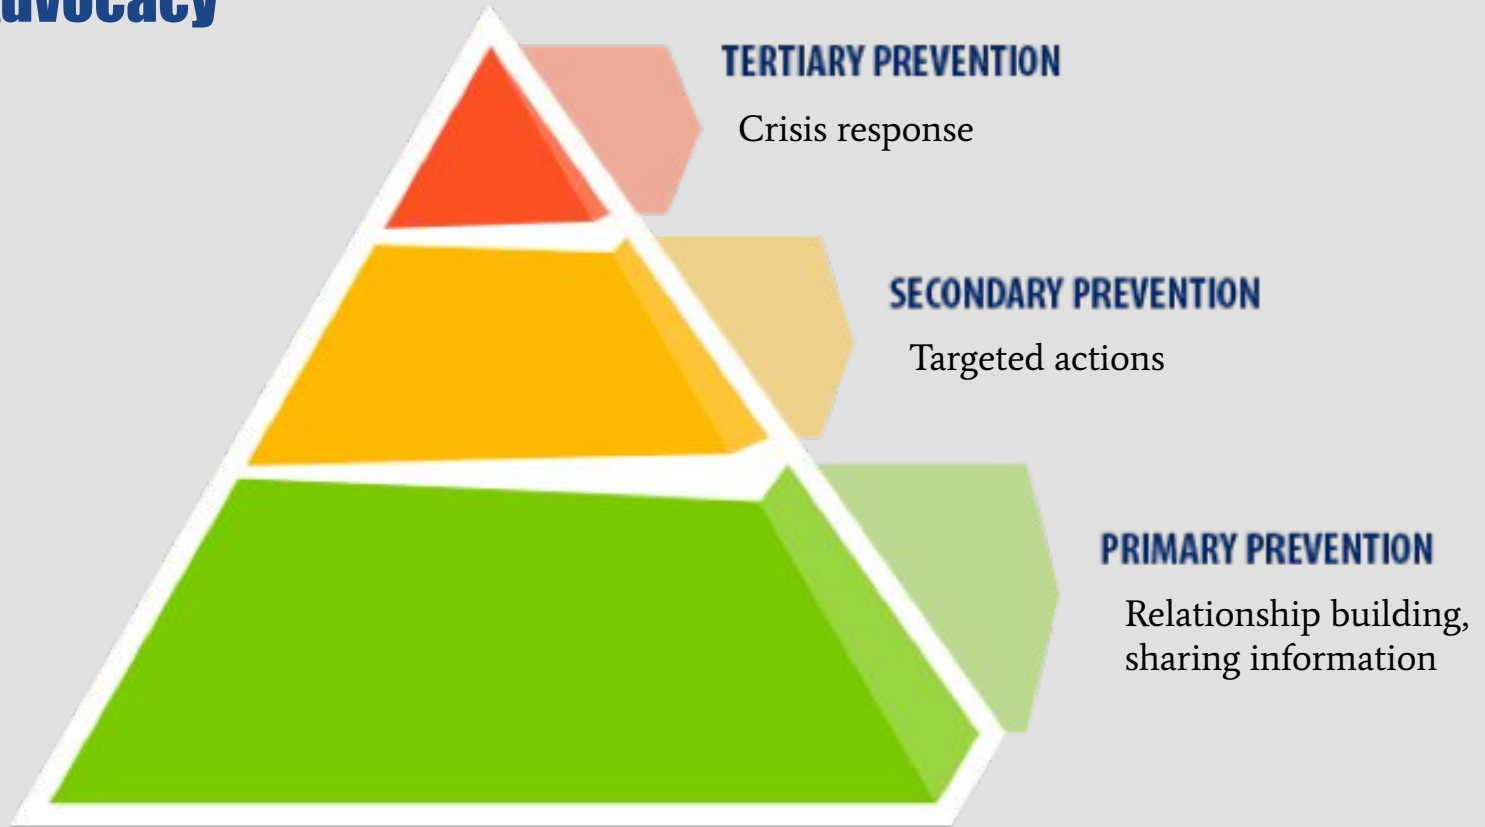 TERTIARY PREVENTION
Crisis response
SECONDARY PREVENTION
Targeted actions
PRIMARY PREVENTION
Relationship building,
sharing information